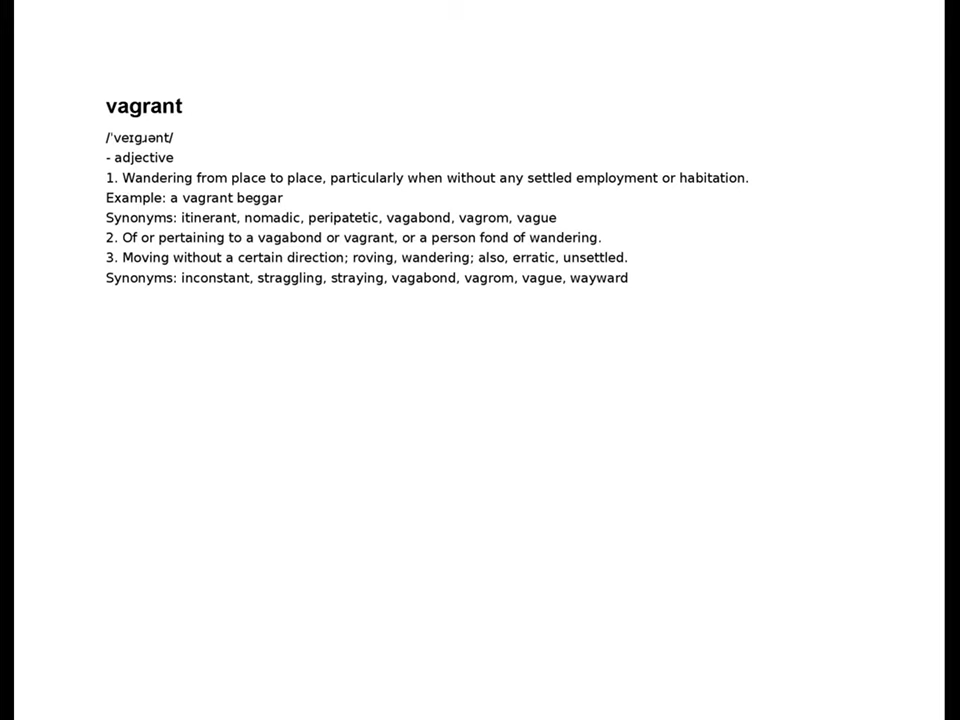 vagrant
/ˈveɪɡɹənt/
- adjective
1. Wandering from place to place, particularly when without any settled employment or habitation.
Example: a vagrant beggar
Synonyms: itinerant, nomadic, peripatetic, vagabond, vagrom, vague
2. Of or pertaining to a vagabond or vagrant, or a person fond of wandering.
3. Moving without a certain direction; roving, wandering; also, erratic, unsettled.
Synonyms: inconstant, straggling, straying, vagabond, vagrom, vague, wayward